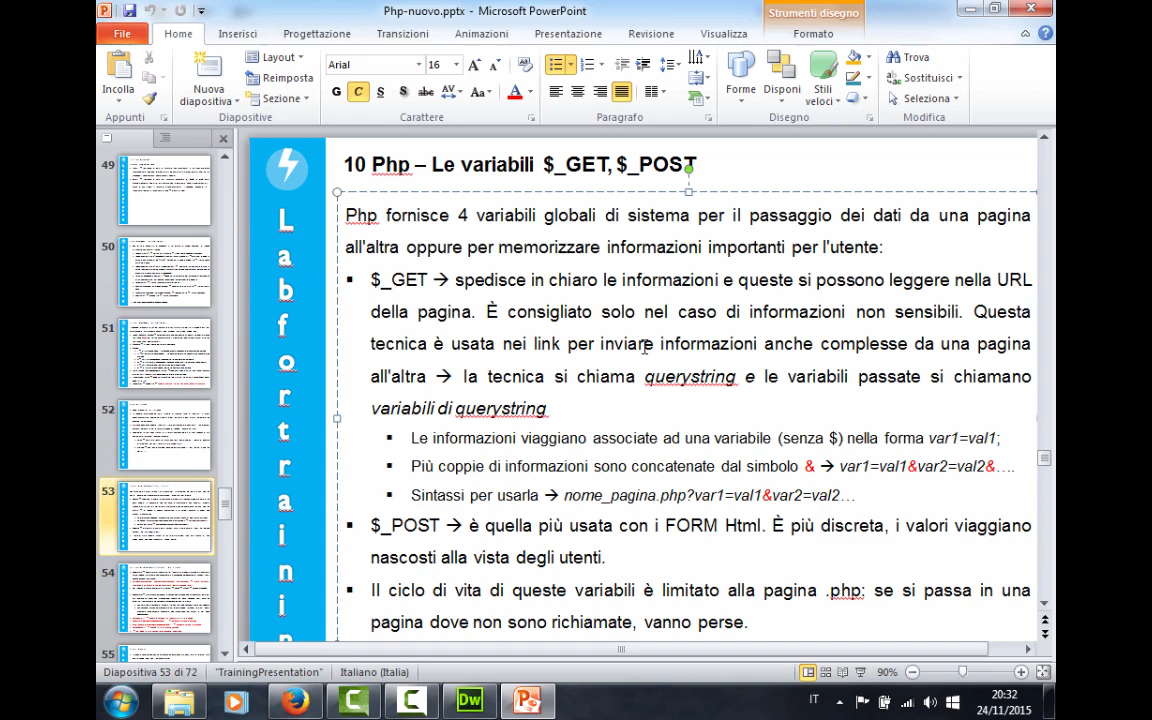 Php-nuovo.pptx - Microsoft PowerPoint
Strumenti disegno
File Home Inserisci Progettazione Transizioni Animazioni Presentazione Revisione Visualizza Formato
Incolla
Nuova
diapositiva
Layout
Reimposta
Sezione
Arial 16
G C S S abc AV Aa A
Forme Disponi Stili
veloci
Trova
Sostituisci
Seleziona
Appunti Diapositive Carattere Paragrafo Disegno Modifica
49
50
51
52
53
54
55
L
a
b
f
o
r
t
r
a
i
n
i
n
10 Php – Le variabili $_GET, $_POST
Php fornisce 4 variabili globali di sistema per il passaggio dei dati da una pagina
all'altra oppure per memorizzare informazioni importanti per l'utente:
▪ $_GET → spedisce in chiaro le informazioni e queste si possono leggere nella URL
della pagina. È consigliato solo nel caso di informazioni non sensibili. Questa
tecnica è usata nei link per inviare informazioni anche complesse da una pagina
all'altra → la tecnica si chiama querystring e le variabili passate si chiamano
variabili di querystring
▪ Le informazioni viaggiano associate ad una variabile (senza $) nella forma var1=val1;
▪ Più coppie di informazioni sono concatenate dal simbolo & → var1=val1&var2=val2&….
▪ Sintassi per usarla → nome_pagina.php?var1=val1&var2=val2…
▪ $_POST → è quella più usata con i FORM Html. È più discreta, i valori viaggiano
nascosti alla vista degli utenti.
▪ Il ciclo di vita di queste variabili è limitato alla pagina .php: se si passa in una
pagina dove non sono richiamate, vanno perse.
Diapositiva 53 di 72 "TrainingPresentation" Italiano (Italia) 90%
Dw
IT
20:32
24/11/2015